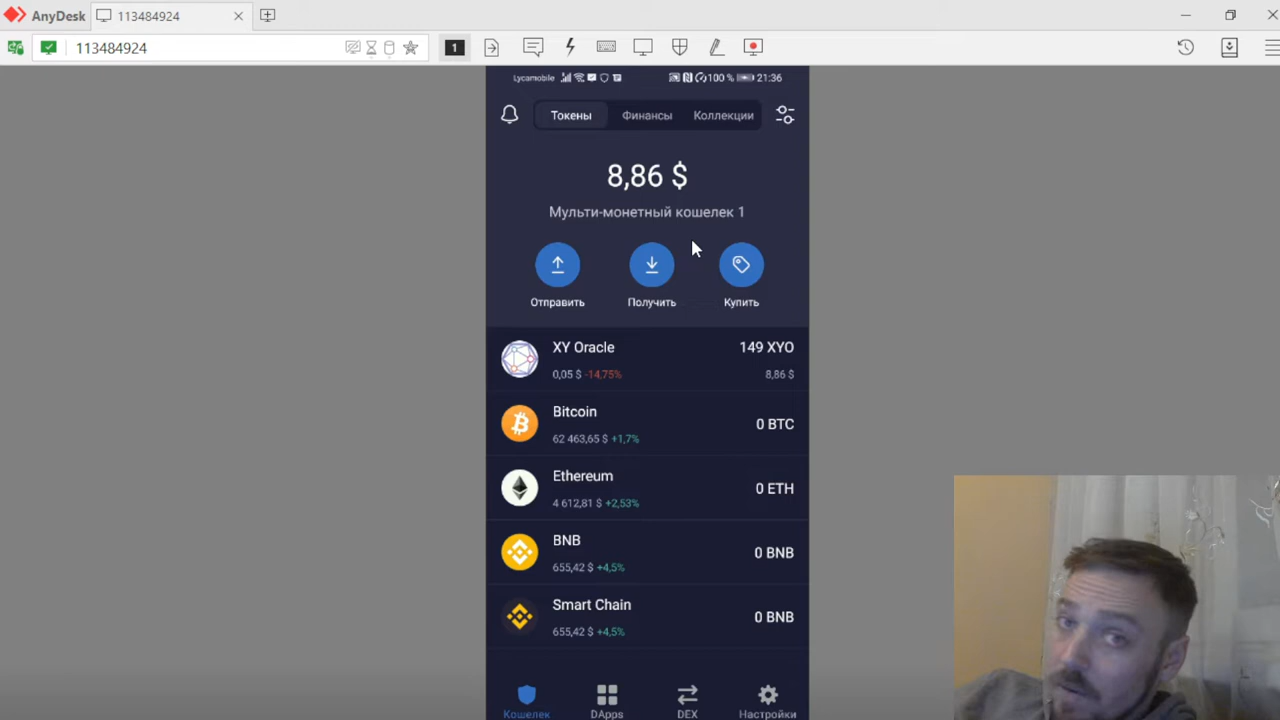 AnyDesk
113484924
113484924
1
Lycamobile
100 %
21:36
Токены
Финансы
Коллекции
8,86 $
Мульти-монетный кошелек 1
Отправить
Получить
Купить
XY Oracle
149 XYO
0,05 $ -14,75%
8,86 $
Bitcoin
0 BTC
62 463,65 $ +1,7%
Ethereum
0 ETH
4 612,81 $ +2,53%
BNB
0 BNB
655,42 $ +4,5%
Smart Chain
0 BNB
655,42 $ +4,5%
Кошелек
DApps
DEX
Настройки